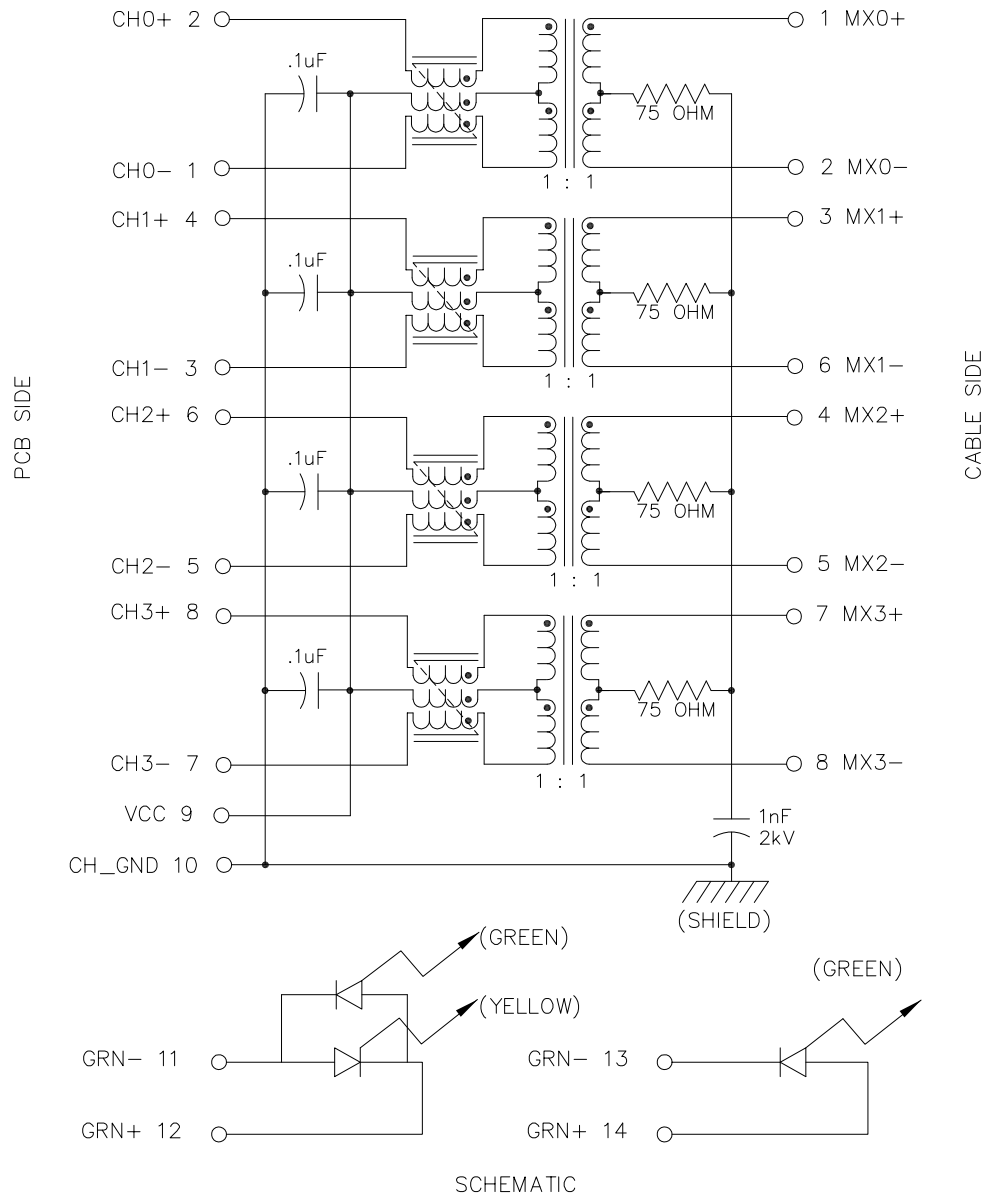 CH0+ 2
1 MX0+
.1uF
75 OHM
CH0- 1
2 MX0-
1 : 1
CH1+ 4
3 MX1+
.1uF
75 OHM
CH1- 3
6 MX1-
1 : 1
PCB SIDE
CABLE SIDE
CH2+ 6
4 MX2+
.1uF
75 OHM
CH2- 5
5 MX2-
1 : 1
CH3+ 8
7 MX3+
.1uF
75 OHM
CH3- 7
8 MX3-
1 : 1
VCC 9
1nF
2kV
CH_GND 10
(SHIELD)
(GREEN)
(YELLOW)
GRN- 11
GRN+ 12
(GREEN)
GRN- 13
GRN+ 14
SCHEMATIC